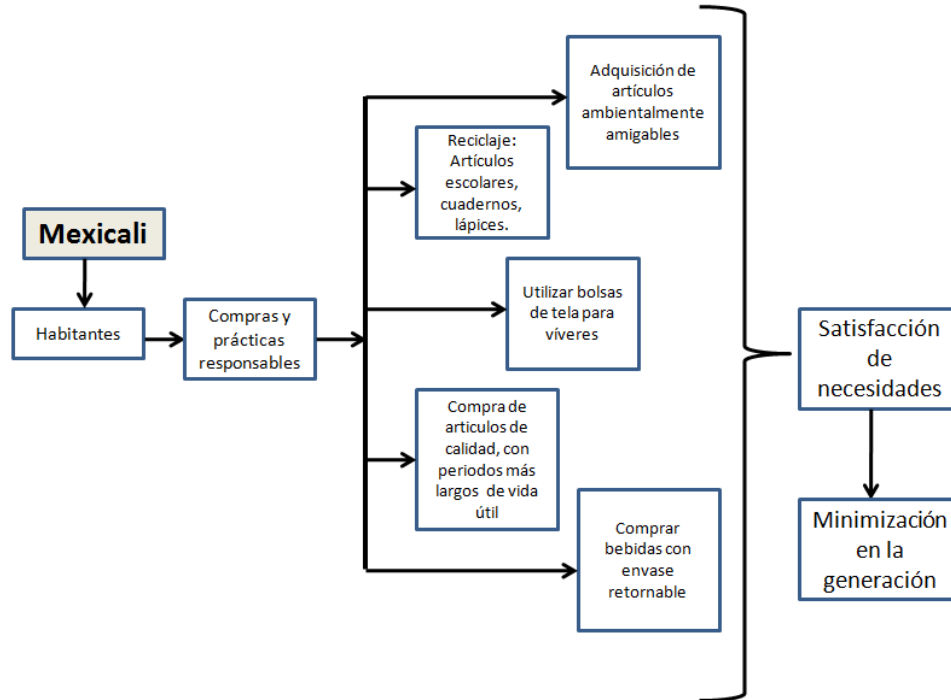 Mexicali
Habitantes
Compras y
prácticas
responsables
Adquisición de
artículos
ambientalmente
amigables
Reciclaje:
Artículos
escolares,
cuadernos,
lápices.
Utilizar bolsas
de tela para
víveres
Compra de
articulos de
calidad, con
periodos más
largos de vida
útil
Comprar
bebidas con
envase
retornable
Satisfacción
de
necesidades
Minimización
en la
generación